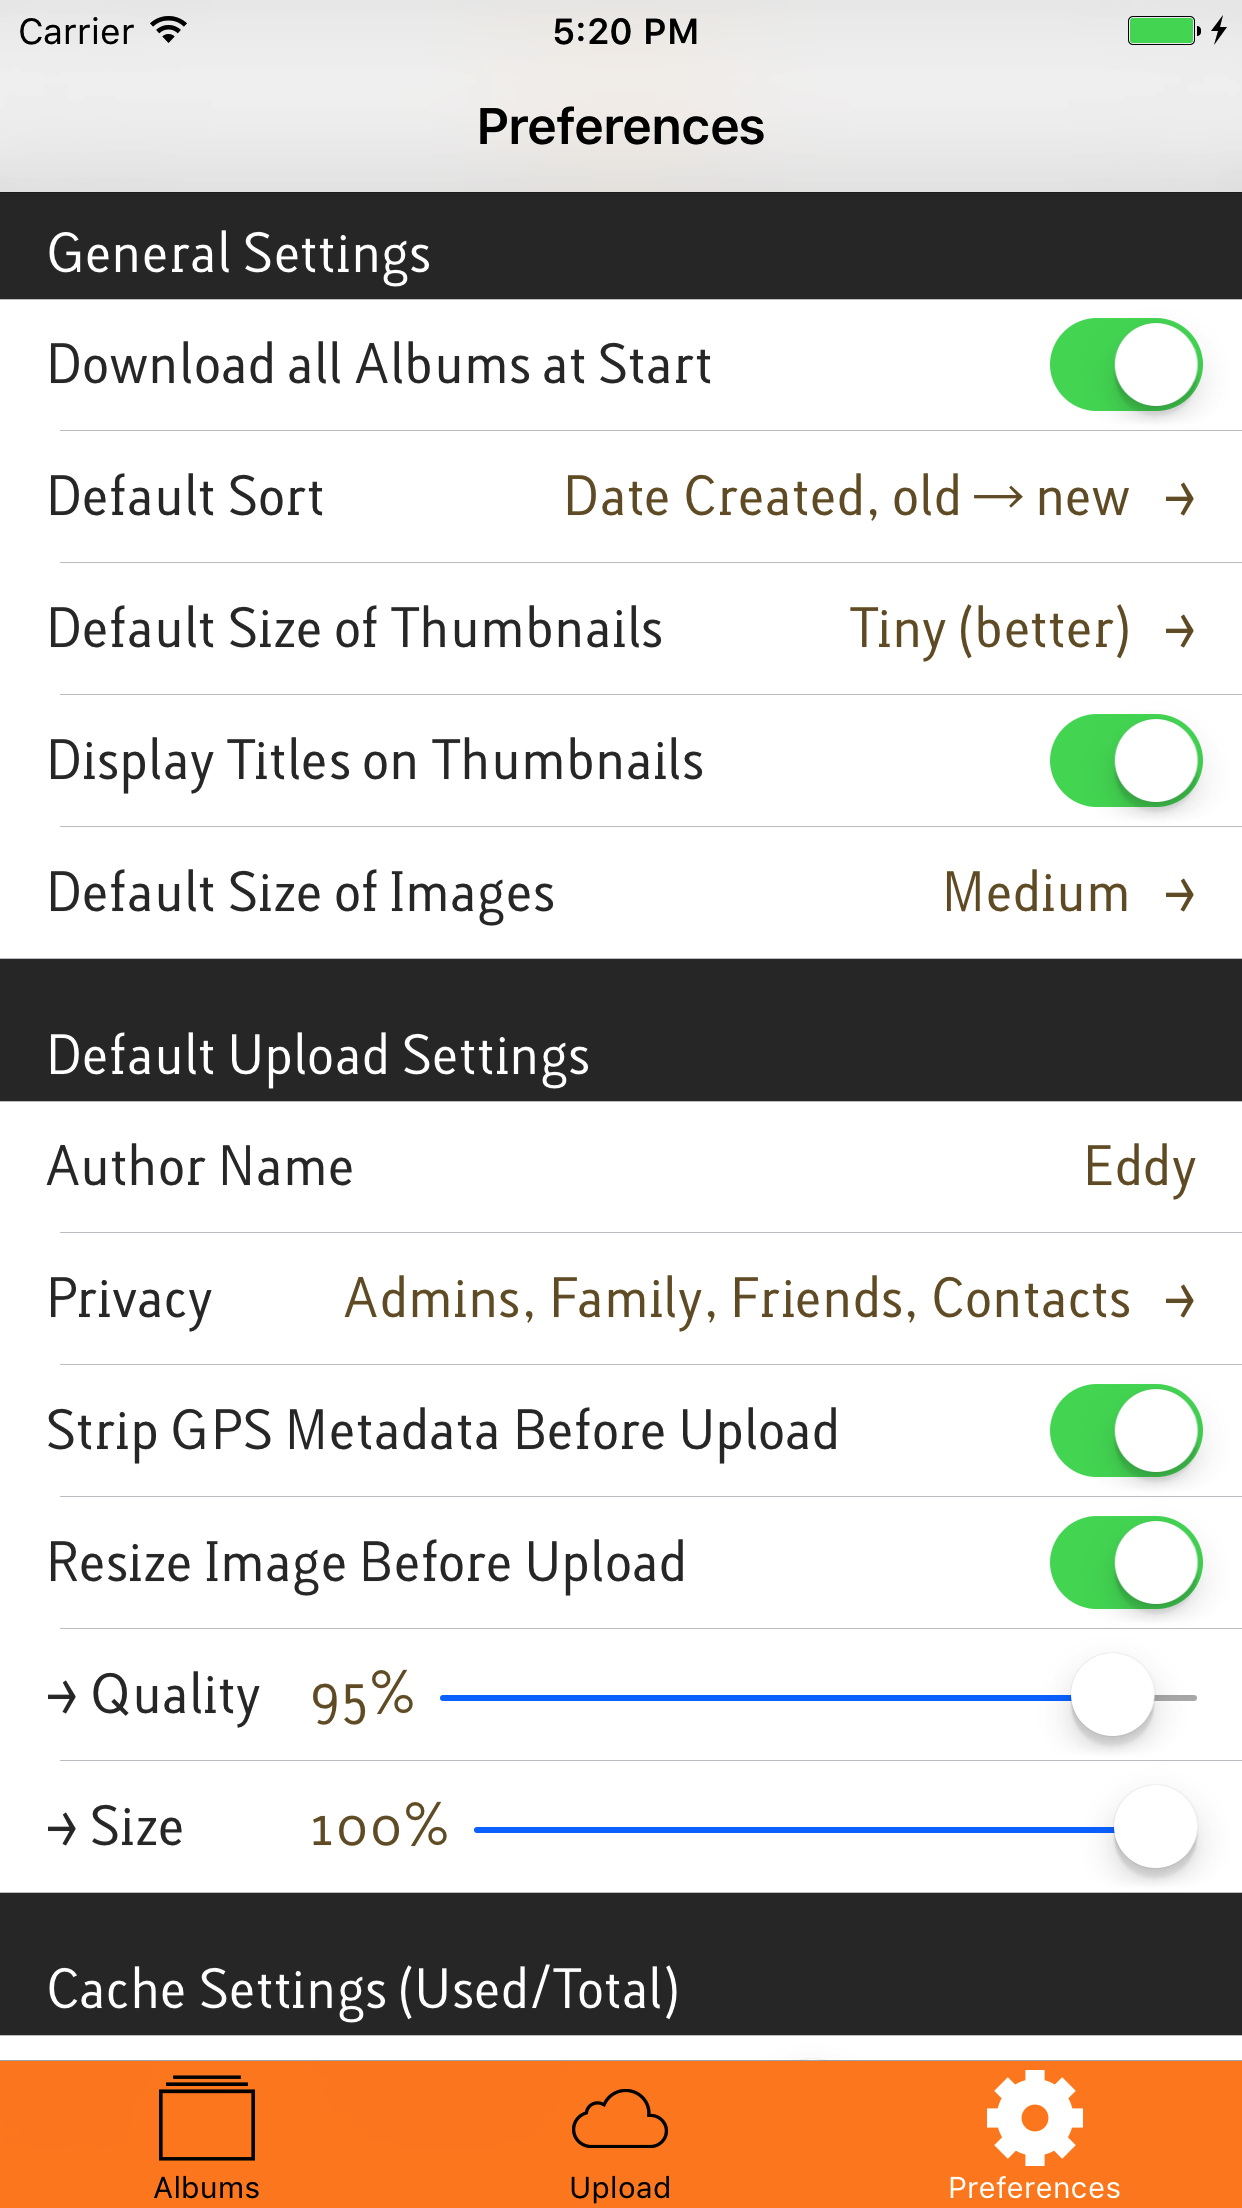 Carrier 5:20 PM
Preferences
General Settings
Download all Albums at Start
Default Sort Date Created, old → new →
Default Size of Thumbnails Tiny (better) →
Display Titles on Thumbnails
Default Size of Images Medium →
Default Upload Settings
Author Name Eddy
Privacy Admins, Family, Friends, Contacts →
Strip GPS Metadata Before Upload
Resize Image Before Upload
→ Quality 95%
→ Size 100%
Cache Settings (Used/Total)
Albums Upload Preferences